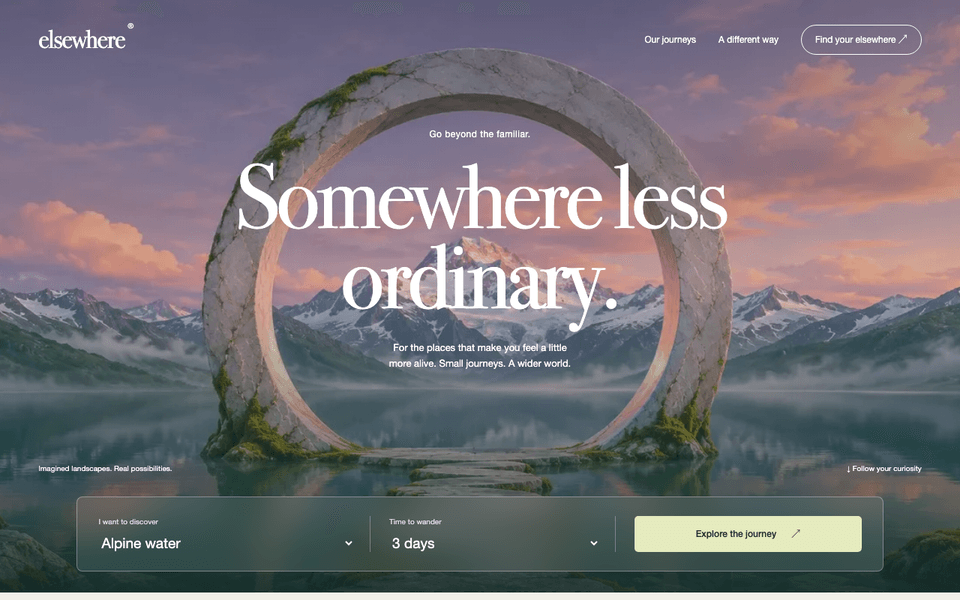 elsewhere®
Our journeys
A different way
Find your elsewhere ↗
Go beyond the familiar.
Somewhere less
ordinary.
For the places that make you feel a little
more alive. Small journeys. A wider world.
Imagined landscapes. Real possibilities.
↓ Follow your curiosity
I want to discover
Alpine water
Time to wander
3 days
Explore the journey ↗